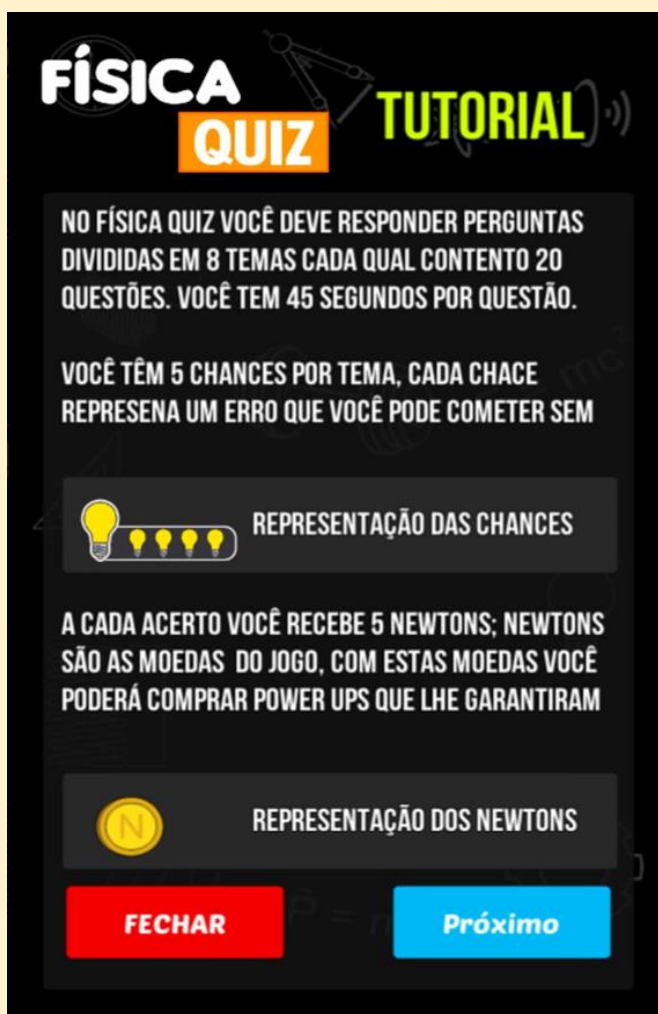 FÍSICA
QUIZ
TUTORIAL
NO FÍSICA QUIZ VOCÊ DEVE RESPONDER PERGUNTAS
DIVIDIDAS EM 8 TEMAS CADA QUAL CONTENTO 20
QUESTÕES. VOCÊ TEM 45 SEGUNDOS POR QUESTÃO.
VOCÊ TÊM 5 CHANCES POR TEMA, CADA CHACE
REPRESENA UM ERRO QUE VOCÊ PODE COMETER SEM
REPRESENTAÇÃO DAS CHANCES
A CADA ACERTO VOCÊ RECEBE 5 NEWTONS; NEWTONS
SÃO AS MOEDAS DO JOGO, COM ESTAS MOEDAS VOCÊ
PODERÁ COMPRAR POWER UPS QUE LHE GARANTIRAM
N
REPRESENTAÇÃO DOS NEWTONS
FECHAR
Próximo